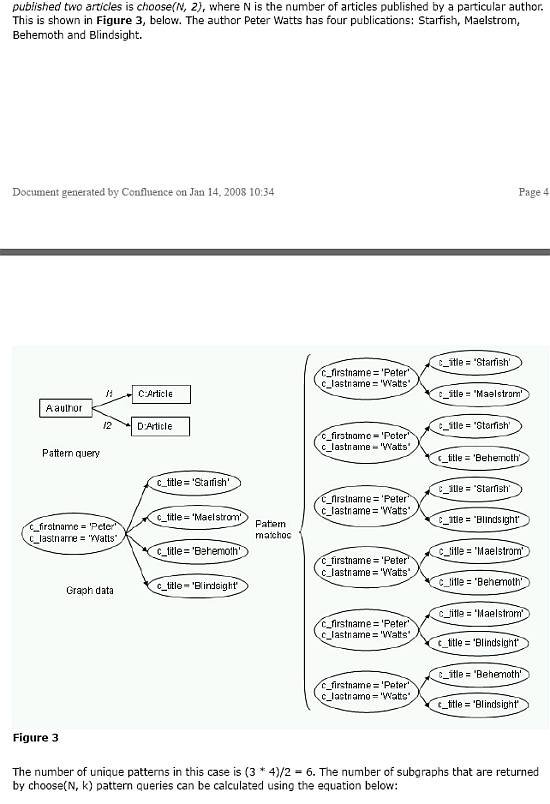 published two articles is choose(N, 2), where N is the number of articles published by a particular author.
This is shown in Figure 3, below. The author Peter Watts has four publications: Starfish, Maelstrom,
Behemoth and Blindsight.
Document generated by Confluence on Jan 14, 2008 10:34
Page 4
l1
C:Article
A:author
l2
D:Article
Pattern query
c_title = 'Starfish'
c_title = 'Maelstrom'
c_firstname = 'Peter'
c_lastname = 'Watts'
c_title = 'Behemoth'
c_title = 'Blindsight'
Graph data
Pattern
matches
c_firstname = 'Peter'
c_lastname = 'Watts'
c_title = 'Starfish'
c_title = 'Maelstrom'
c_firstname = 'Peter'
c_lastname = 'Watts'
c_title = 'Starfish'
c_title = 'Behemoth'
c_firstname = 'Peter'
c_lastname = 'Watts'
c_title = 'Starfish'
c_title = 'Blindsight'
c_firstname = 'Peter'
c_lastname = 'Watts'
c_title = 'Maelstrom'
c_title = 'Behemoth'
c_firstname = 'Peter'
c_lastname = 'Watts'
c_title = 'Maelstrom'
c_title = 'Blindsight'
c_firstname = 'Peter'
c_lastname = 'Watts'
c_title = 'Behemoth'
c_title = 'Blindsight'
Figure 3
The number of unique patterns in this case is (3 * 4)/2 = 6. The number of subgraphs that are returned
by choose(N, k) pattern queries can be calculated using the equation below: